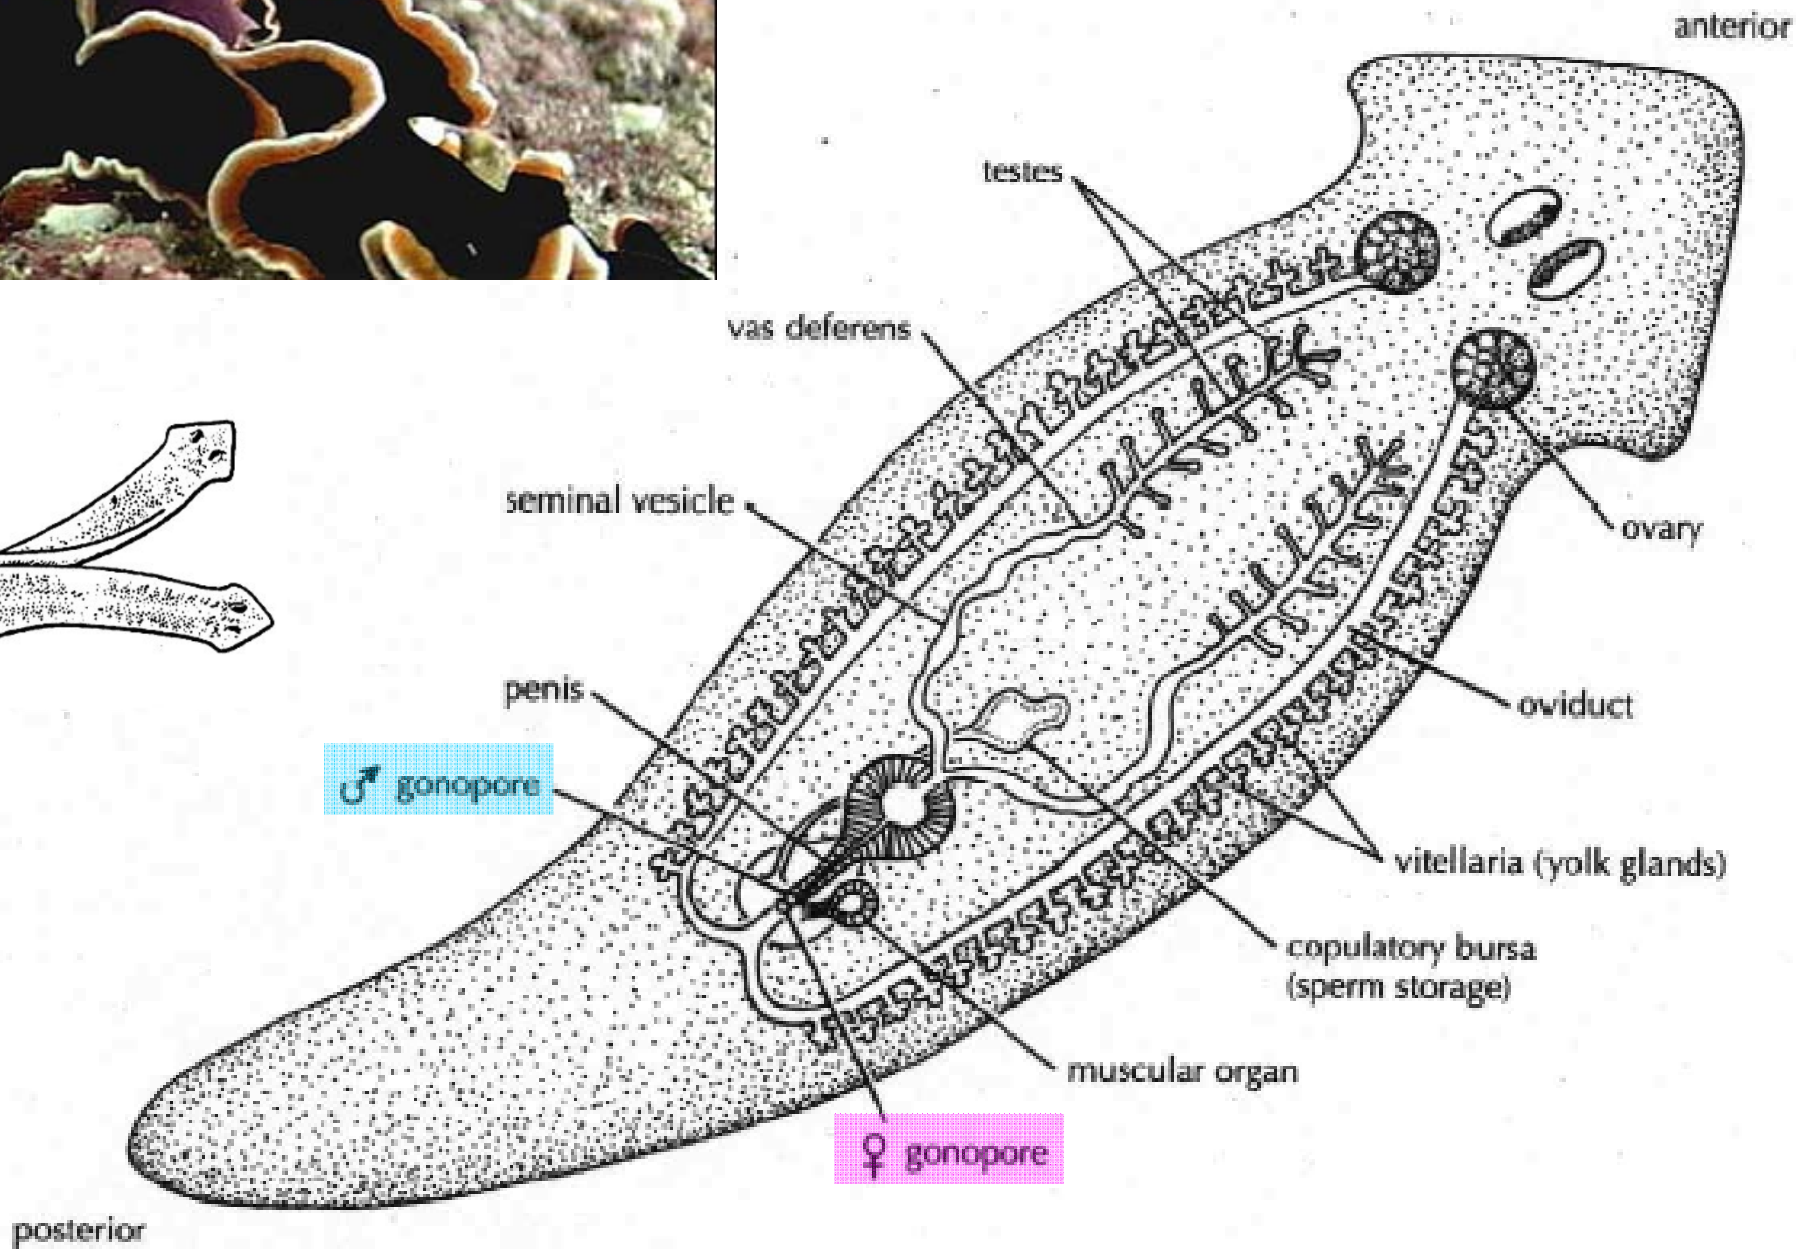 anterior
testes
vas deferens
seminal vesicle
ovary
penis
oviduct
♂ gonopore
vitellaria (yolk glands)
copulatory bursa
(sperm storage)
muscular organ
♀ gonopore
posterior